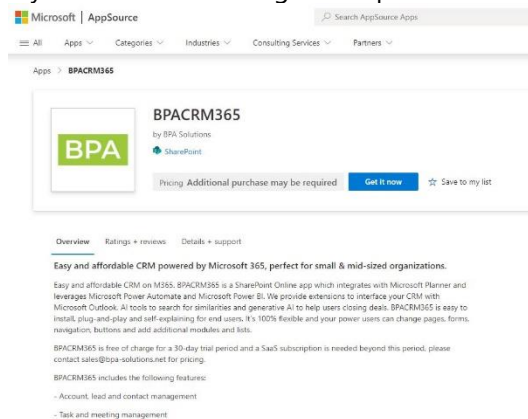 Microsoft | AppSource
Search AppSource Apps
All Apps Categories Industries Consulting Services Partners
Apps > BPACRM365
BPA
BPACRM365
by BPA Solutions
SharePoint
Pricing Additional purchase may be required Get it now Save to my list
Overview Ratings + reviews Details + support
Easy and affordable CRM powered by Microsoft 365, perfect for small & mid-sized organizations.
Easy and affordable CRM on M365. BPACRM365 is a SharePoint Online app which integrates with Microsoft Planner and
leverages Microsoft Power Automate and Microsoft Power BI. We provide extensions to interface your CRM with
Microsoft Outlook. AI tools to search for similarities and generative AI to help users closing deals. BPACRM365 is easy to
install, plug-and-play and self-explaining for end users. It's 100% flexible and your power users can change pages, forms,
navigation, buttons and add additional modules and lists.
BPACRM365 is free of charge for a 30-day trial period and a SaaS subscription is needed beyond this period, please
contact sales@bpa-solutions.net for pricing.
BPACRM365 includes the following features:
- Account, lead and contact management
- Task and meeting management